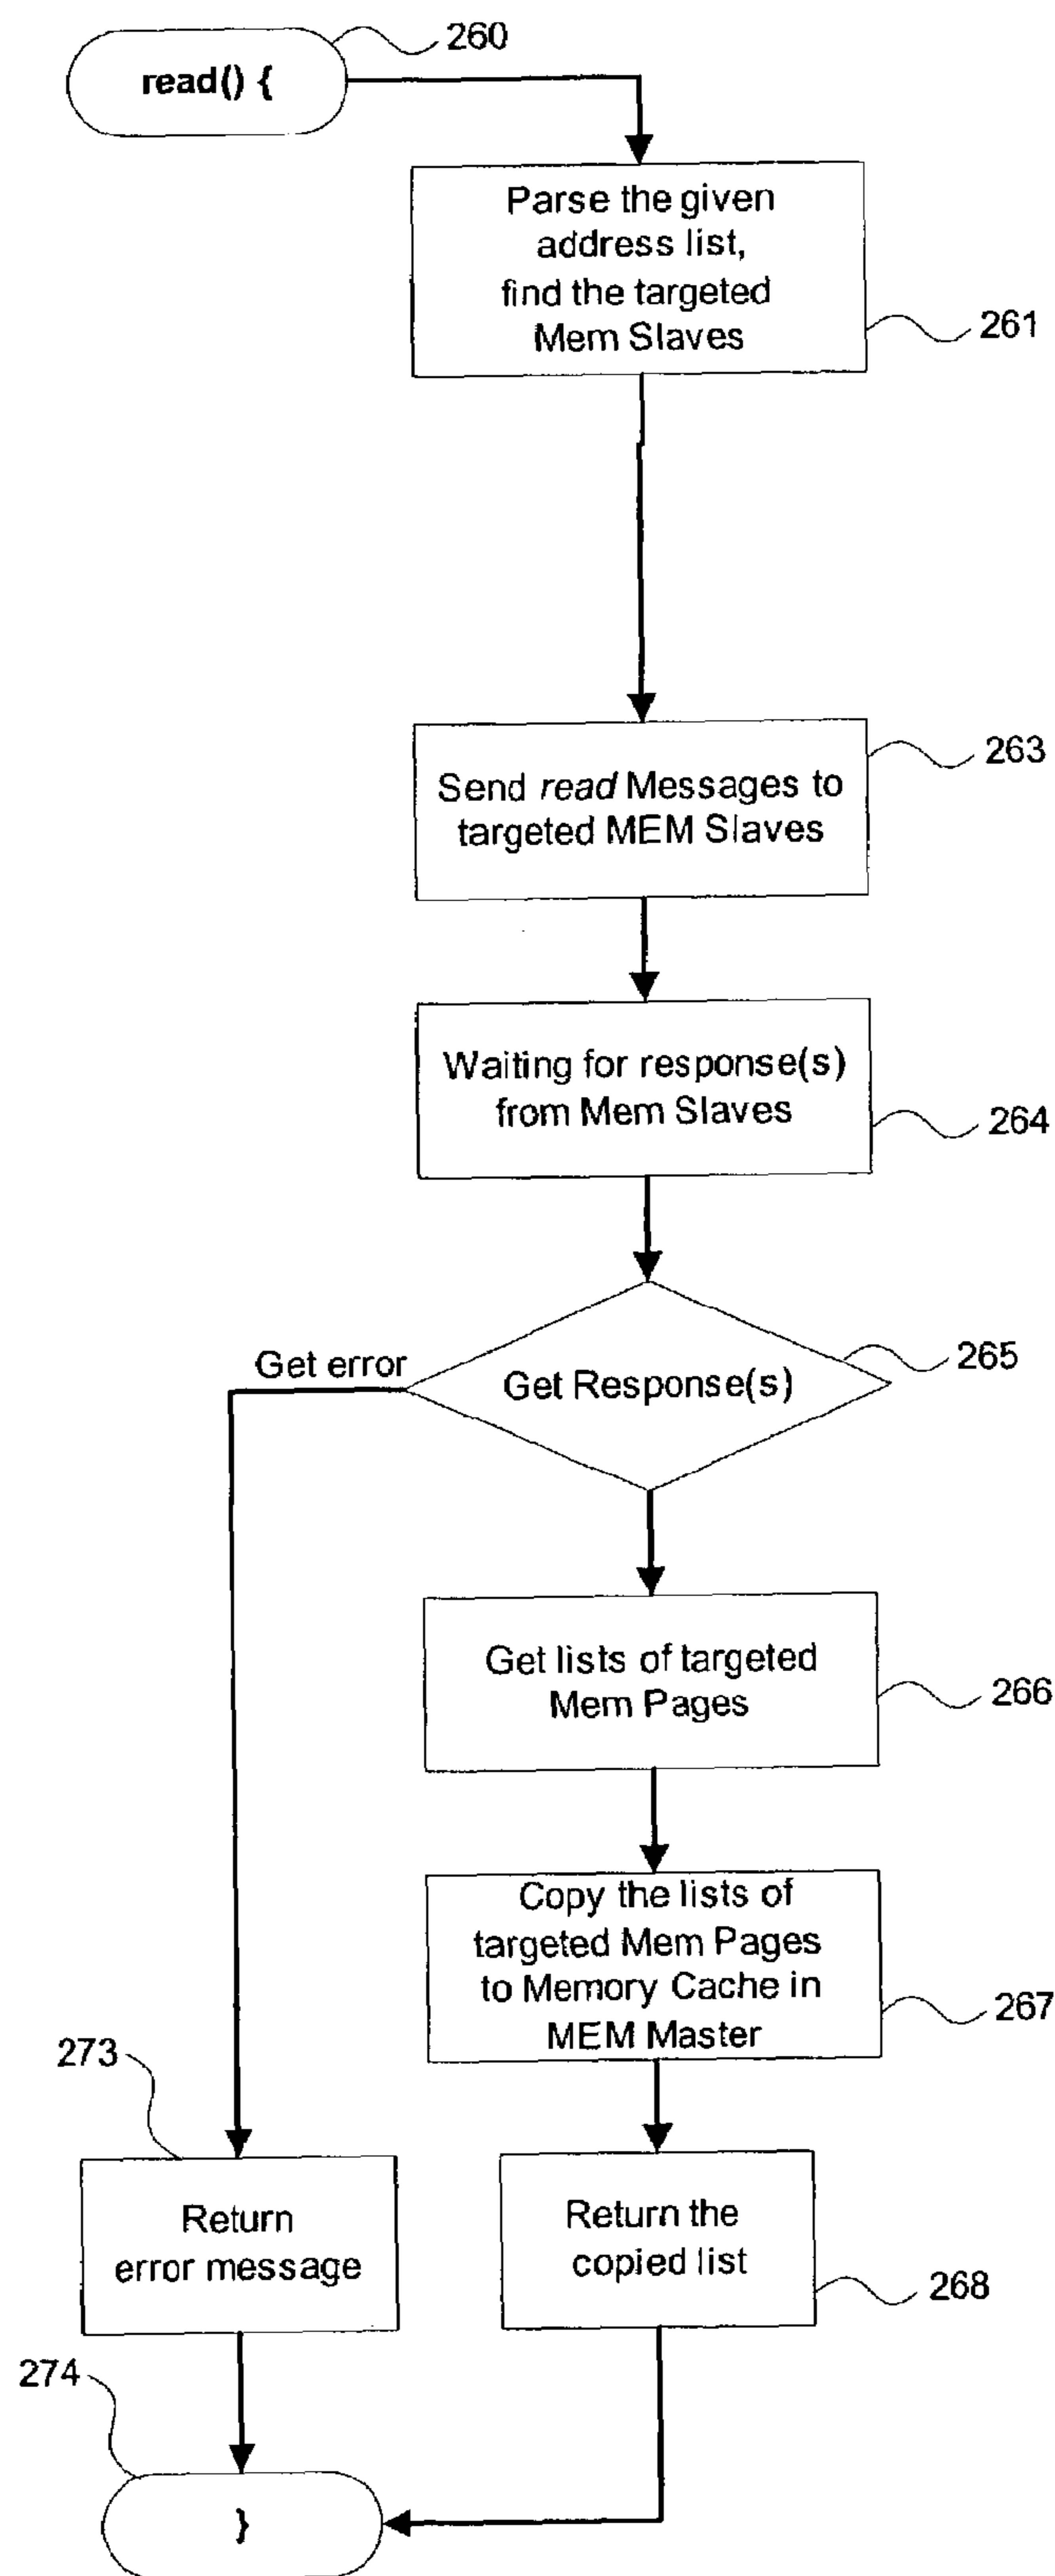 260
read() {
Parse the given
address list,
find the targeted
Mem Slaves
261
Send read Messages to
targeted MEM Slaves
263
Waiting for response(s)
from Mem Slaves
264
Get error
Get Response(s)
265
Get lists of targeted
Mem Pages
266
Copy the lists of
targeted Mem Pages
to Memory Cache in
MEM Master
267
273
Return
error message
Return the
copied list
268
274
}